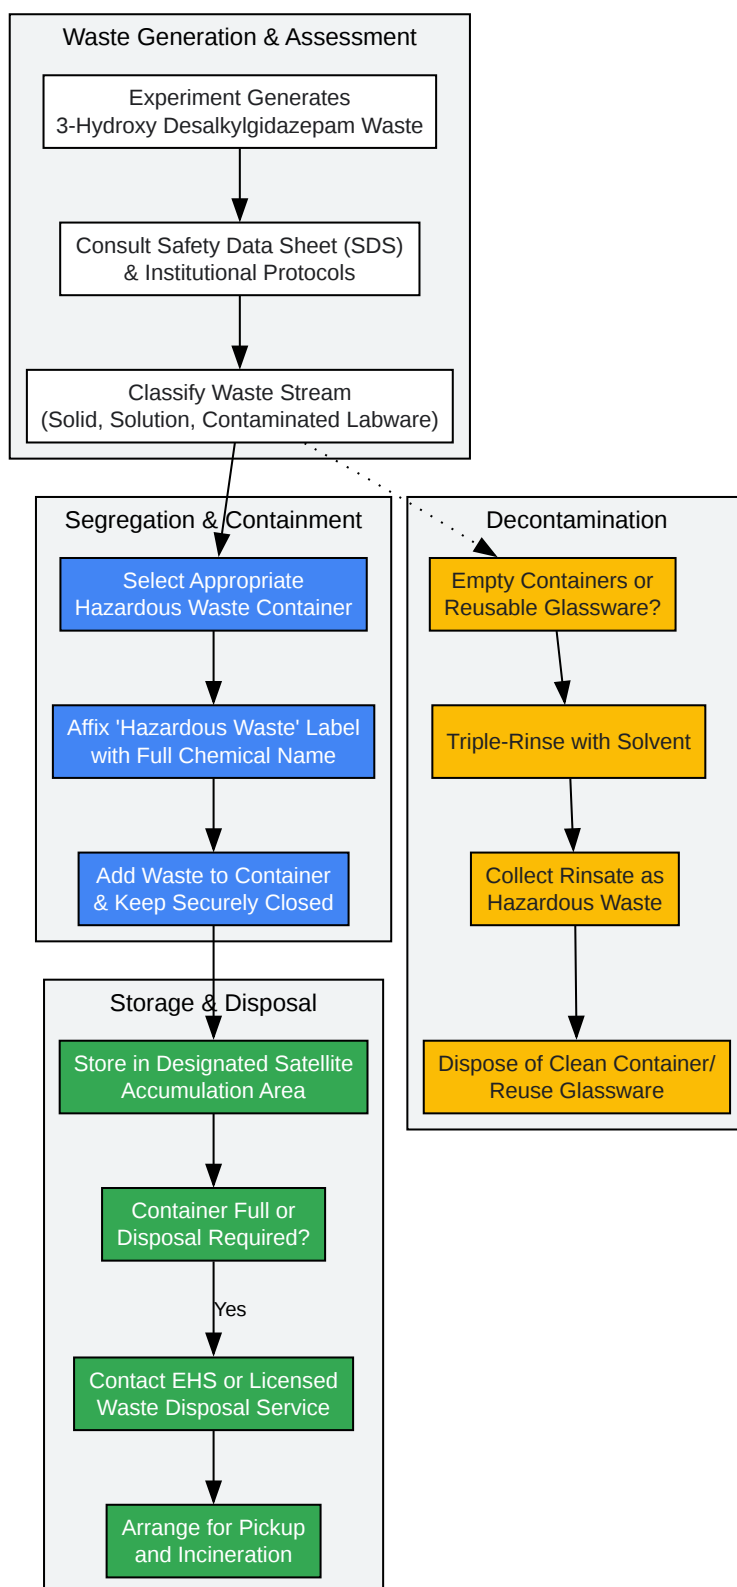 Waste Generation & Assessment
Experiment Generates
3-Hydroxy Desalkylgidazepam Waste
Consult Safety Data Sheet (SDS)
& Institutional Protocols
Classify Waste Stream
(Solid, Solution, Contaminated Labware)
Segregation & Containment
Select Appropriate
Hazardous Waste Container
Affix 'Hazardous Waste' Label
with Full Chemical Name
Add Waste to Container
& Keep Securely Closed
Decontamination
Empty Containers or
Reusable Glassware?
Triple-Rinse with Solvent
Collect Rinsate as
Hazardous Waste
Dispose of Clean Container/
Reuse Glassware
Storage & Disposal
Store in Designated Satellite
Accumulation Area
Container Full or
Disposal Required?
Yes
Contact EHS or Licensed
Waste Disposal Service
Arrange for Pickup
and Incineration